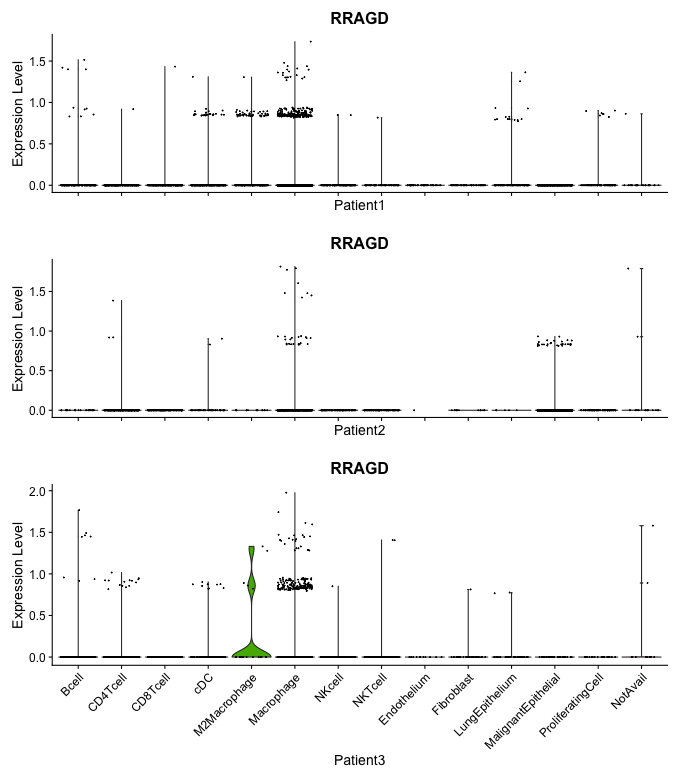 RRAGD
Expression Level
1.5
1.0
0.5
0.0
Patient1
RRAGD
Expression Level
1.5
1.0
0.5
0.0
Patient2
RRAGD
Expression Level
2.0
1.5
1.0
0.5
0.0
Bcell
CD4Tcell
CD8Tcell
cDC
M2Macrophage
Macrophage
NKcell
NKTcell
Endothelium
Fibroblast
LungEpithelium
MalignantEpithelial
ProliferatingCell
NotAvail
Patient3